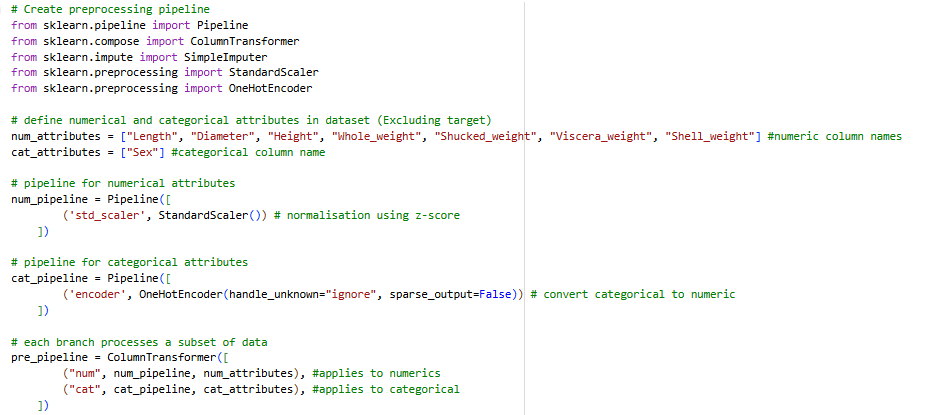 # Create preprocessing pipeline
from sklearn.pipeline import Pipeline
from sklearn.compose import ColumnTransformer
from sklearn.impute import SimpleImputer
from sklearn.preprocessing import StandardScaler
from sklearn.preprocessing import OneHotEncoder

# define numerical and categorical attributes in dataset (Excluding target)
num_attributes = ["Length", "Diameter", "Height", "Whole_weight", "Shucked_weight", "Viscera_weight", "Shell_weight"] #numeric column names
cat_attributes = ["Sex"] #categorical column name

# pipeline for numerical attributes
num_pipeline = Pipeline([
        ('std_scaler', StandardScaler()) # normalisation using z-score
    ])

# pipeline for categorical attributes
cat_pipeline = Pipeline([
        ('encoder', OneHotEncoder(handle_unknown="ignore", sparse_output=False)) # convert categorical to numeric
    ])

# each branch processes a subset of data
pre_pipeline = ColumnTransformer([
        ("num", num_pipeline, num_attributes), #applies to numerics
        ("cat", cat_pipeline, cat_attributes), #applies to categorical
    ])